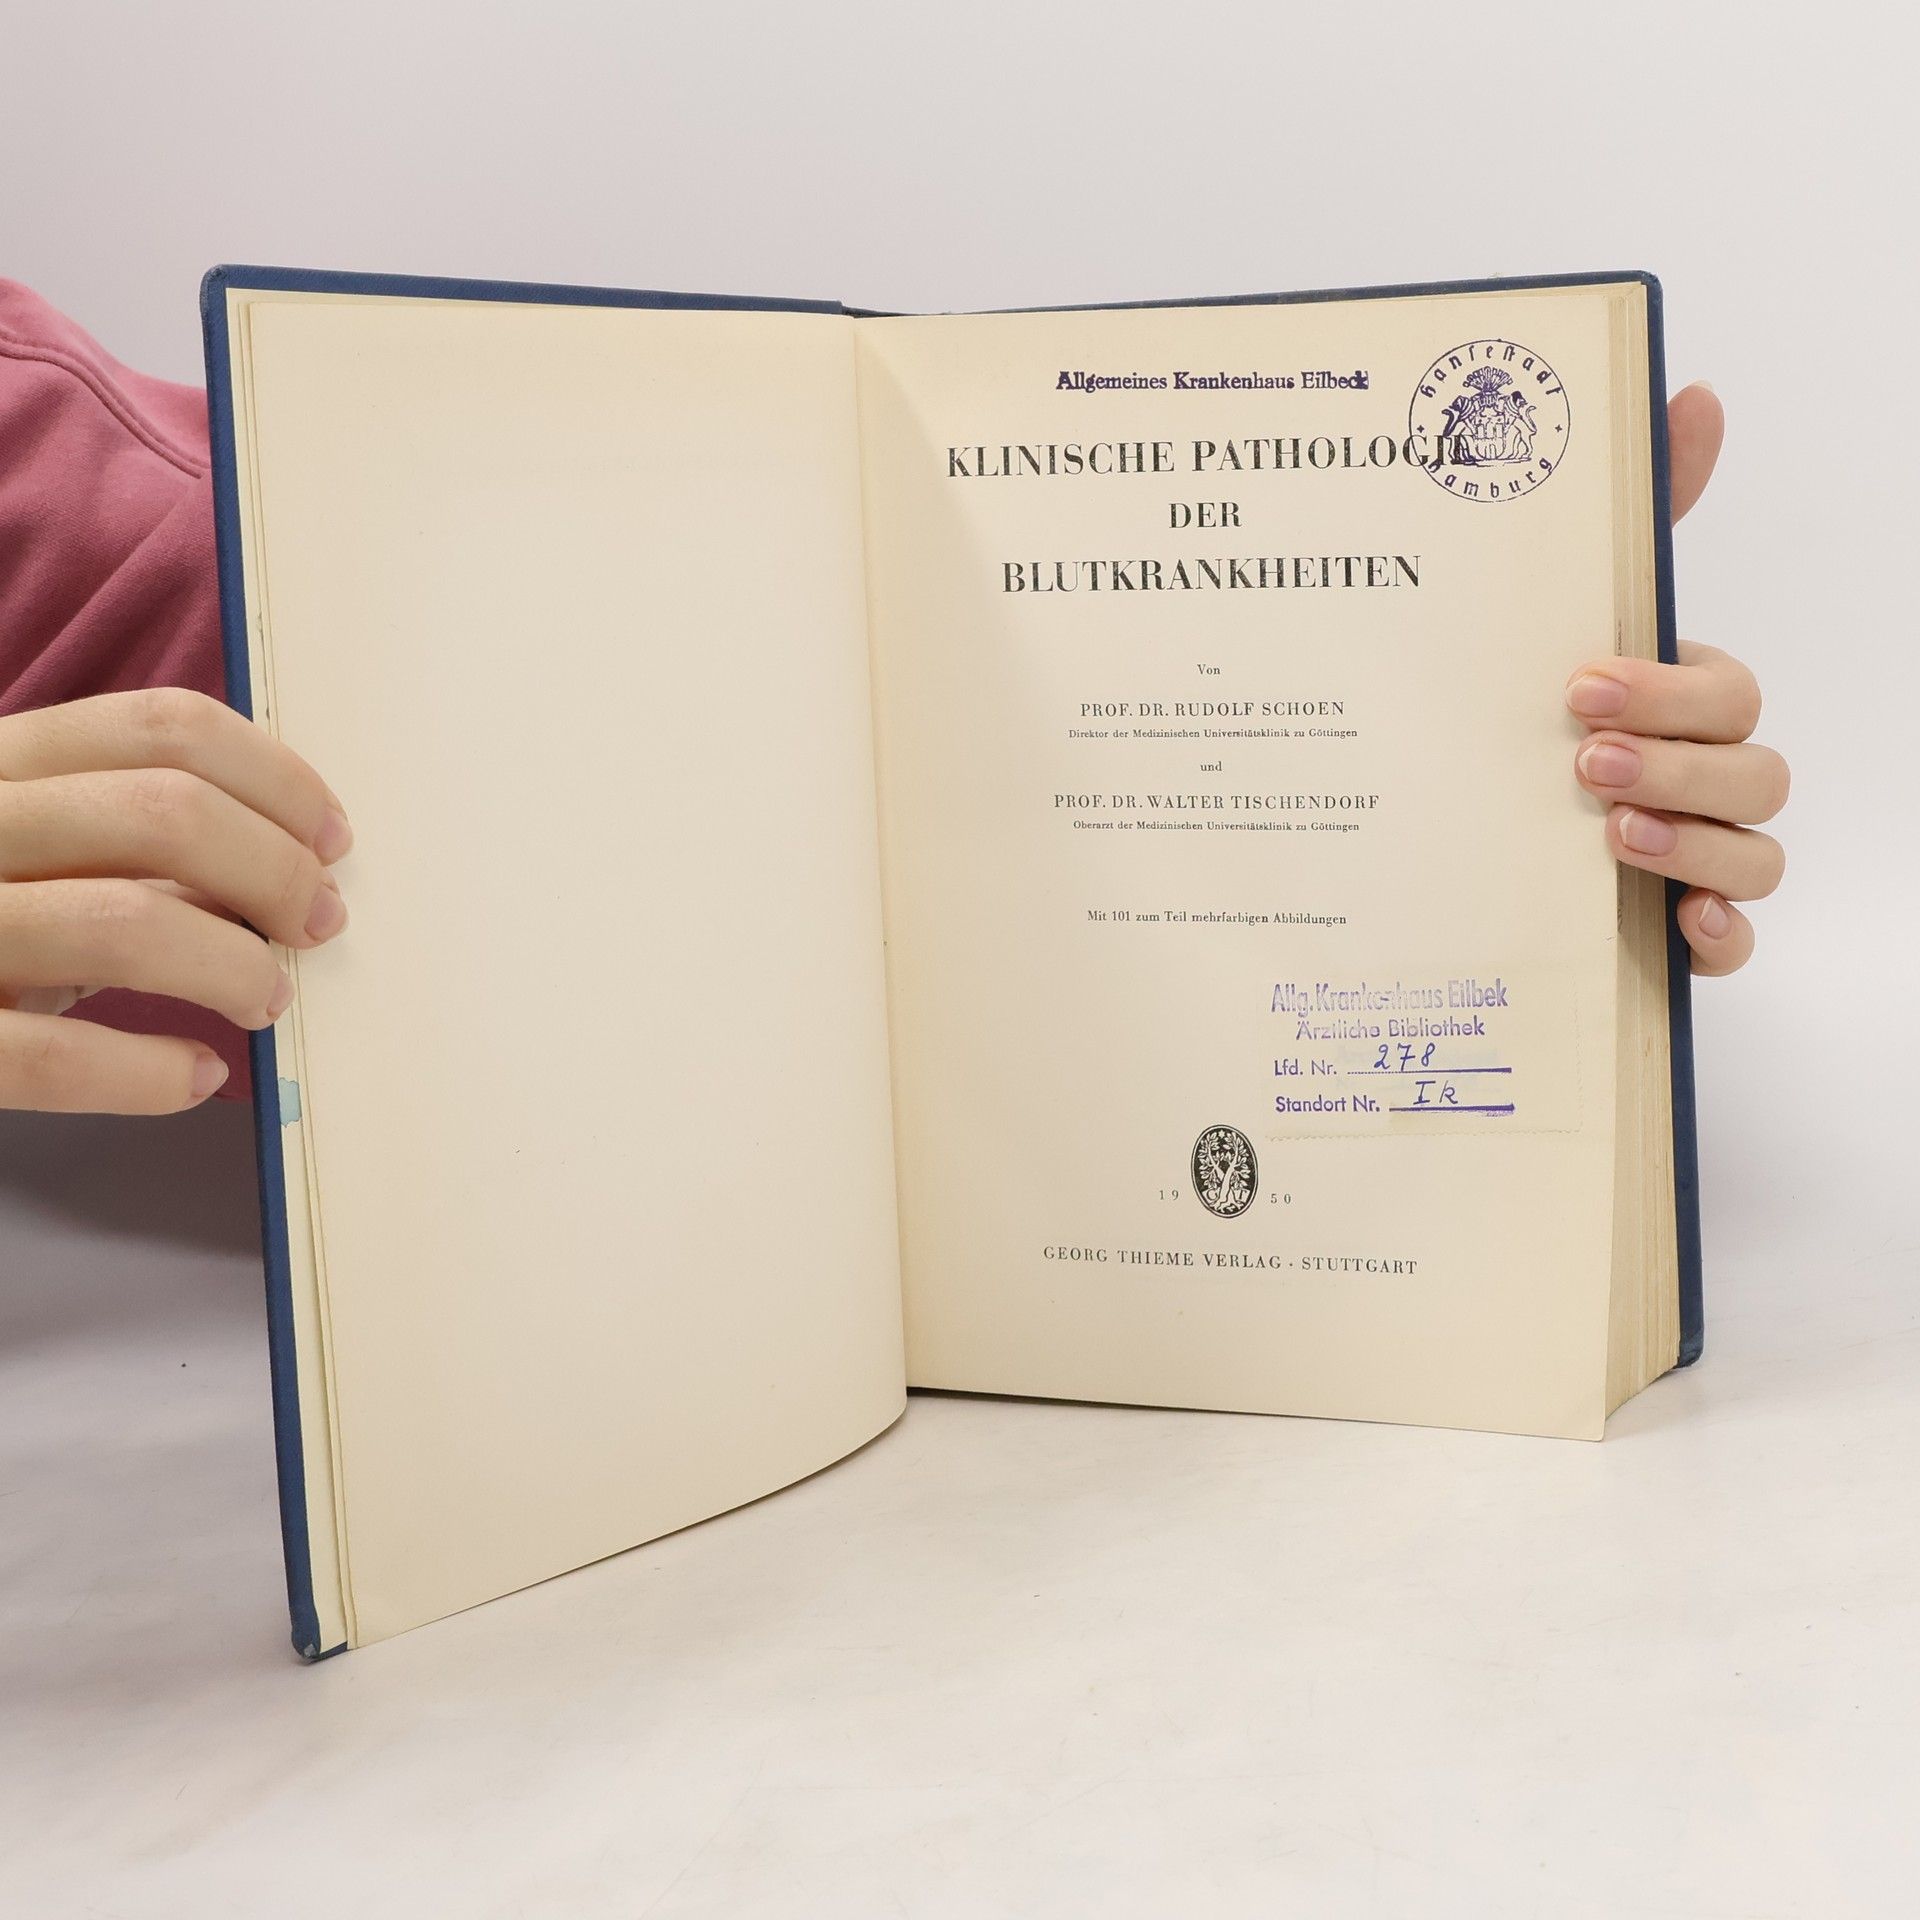 Allgemeines Krankenhaus Eilbeck
Hansestadt
Hamburg
KLINISCHE PATHOLOGIE
DER
BLUTKRANKHEITEN
Von
PROF. DR. RUDOLF SCHOEN
Direktor der Medizinischen Universitätsklinik zu Göttingen
und
PROF. DR. WALTER TISCHENDORF
Oberarzt der Medizinischen Universitätsklinik zu Göttingen
Mit 101 zum Teil mehrfarbigen Abbildungen
Allg. Krankenhaus Eilbek
Ärztliche Bibliothek
Lfd. Nr. 278
Standort Nr. I k
19 G T 50
GEORG THIEME VERLAG · STUTTGART